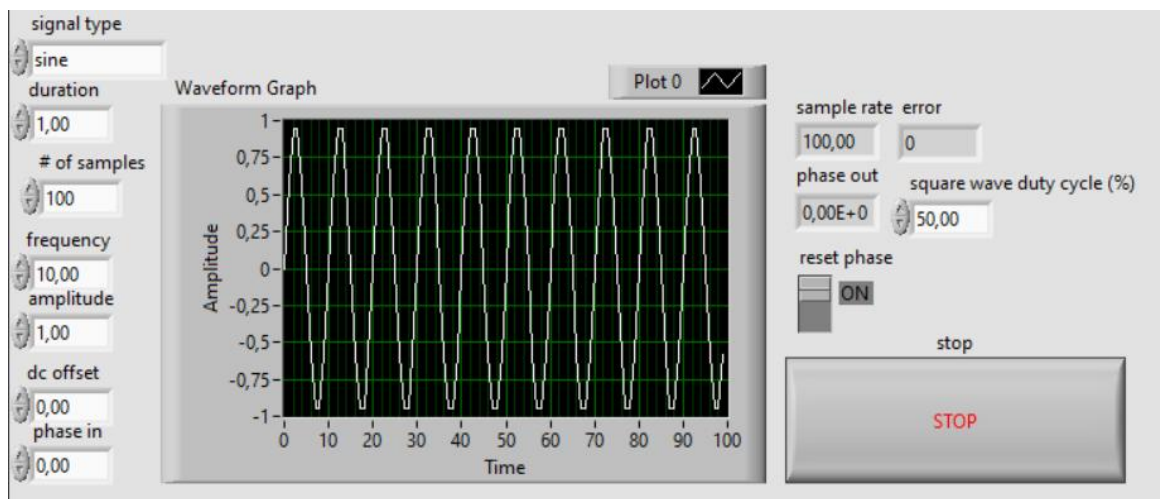 signal type
sine
duration
1,00
# of samples
100
frequency
10,00
amplitude
1,00
dc offset
0,00
phase in
0,00
Waveform Graph
Plot 0
Amplitude
1
0,75
0,5
0,25
0
-0,25
-0,5
-0,75
-1
0 10 20 30 40 50 60 70 80 90 100
Time
sample rate error
100,00 0
phase out square wave duty cycle (%)
0,00E+0 50,00
reset phase
ON
stop
STOP